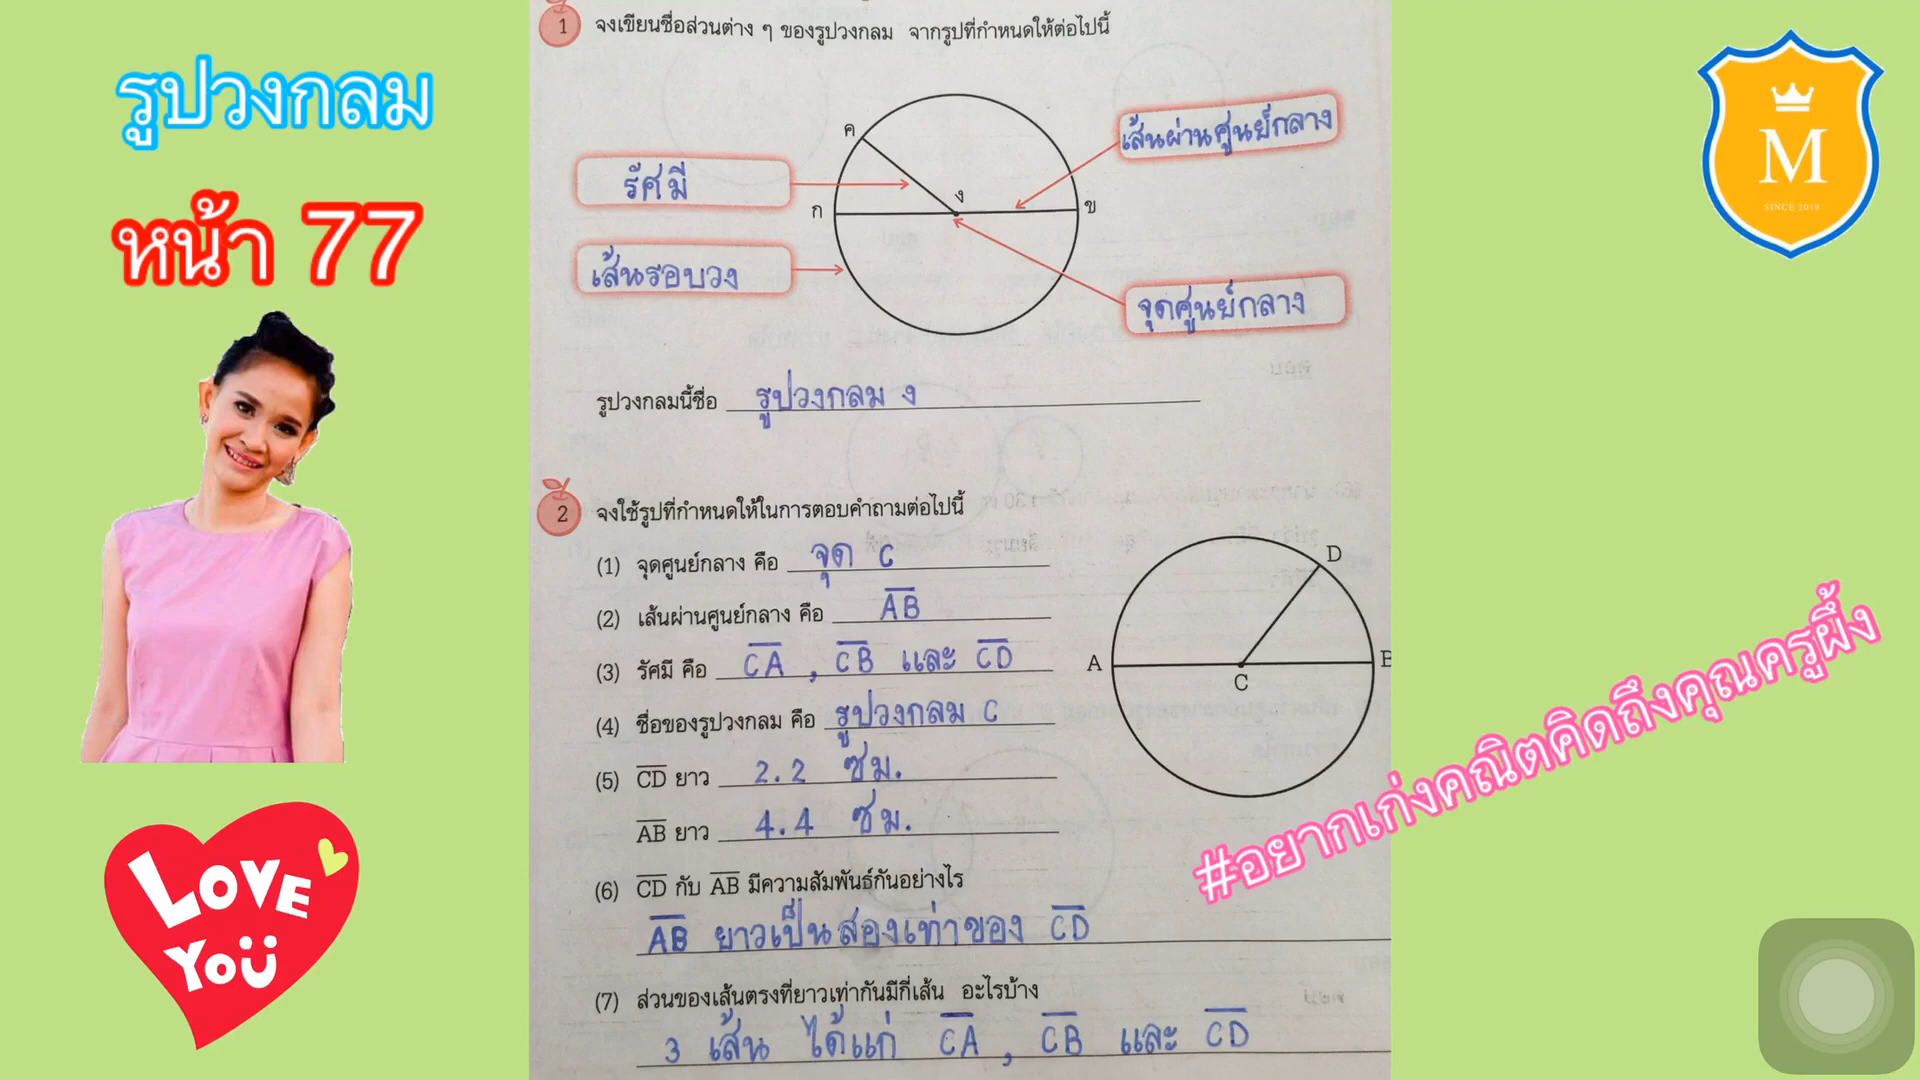 รูปวงกลม
หน้า 77
M
SINCE 2019
1 จงเขียนชื่อส่วนต่าง ๆ ของรูปวงกลม จากรูปที่กำหนดให้ต่อไปนี้
เส้นผ่านศูนย์กลาง
ค
รัศมี
ง
ก
ข
เส้นรอบวง
จุดศูนย์กลาง
รูปวงกลมนี้ชื่อ รูปวงกลม ง
2 จงใช้รูปที่กำหนดให้ในการตอบคำถามต่อไปนี้
(1) จุดศูนย์กลาง คือ จุด C
(2) เส้นผ่านศูนย์กลาง คือ A̅B̅
(3) รัศมี คือ C̅A̅ , C̅B̅ และ C̅D̅
(4) ชื่อของรูปวงกลม คือ รูปวงกลม C
(5) C̅D̅ ยาว 2.2 ซม.
A̅B̅ ยาว 4.4 ซม.
(6) C̅D̅ กับ A̅B̅ มีความสัมพันธ์กันอย่างไร
A̅B̅ ยาวเป็นสองเท่าของ C̅D̅
(7) ส่วนของเส้นตรงที่ยาวเท่ากันมีกี่เส้น อะไรบ้าง
3 เส้น ได้แก่ C̅A̅ , C̅B̅ และ C̅D̅
D
A
B
C
#อยากเก่งคณิตคิดถึงคุณครูผึ้ง
LOVE
YOU